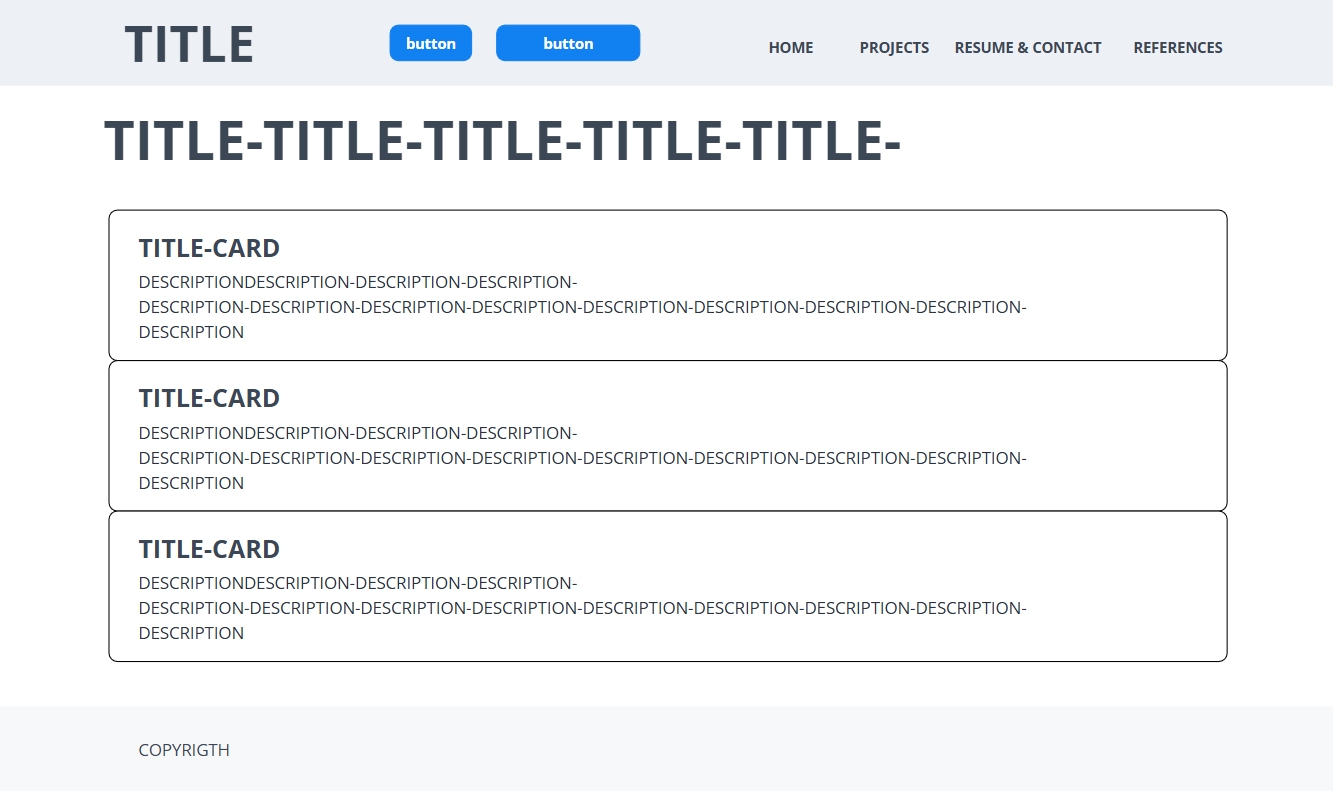 TITLE
button
button
HOME
PROJECTS
RESUME & CONTACT
REFERENCES
TITLE-TITLE-TITLE-TITLE-TITLE-
TITLE-CARD
DESCRIPTIONDESCRIPTION-DESCRIPTION-DESCRIPTION-
DESCRIPTION-DESCRIPTION-DESCRIPTION-DESCRIPTION-DESCRIPTION-DESCRIPTION-DESCRIPTION-DESCRIPTION-
DESCRIPTION
TITLE-CARD
DESCRIPTIONDESCRIPTION-DESCRIPTION-DESCRIPTION-
DESCRIPTION-DESCRIPTION-DESCRIPTION-DESCRIPTION-DESCRIPTION-DESCRIPTION-DESCRIPTION-DESCRIPTION-
DESCRIPTION
TITLE-CARD
DESCRIPTIONDESCRIPTION-DESCRIPTION-DESCRIPTION-
DESCRIPTION-DESCRIPTION-DESCRIPTION-DESCRIPTION-DESCRIPTION-DESCRIPTION-DESCRIPTION-DESCRIPTION-
DESCRIPTION
COPYRIGTH